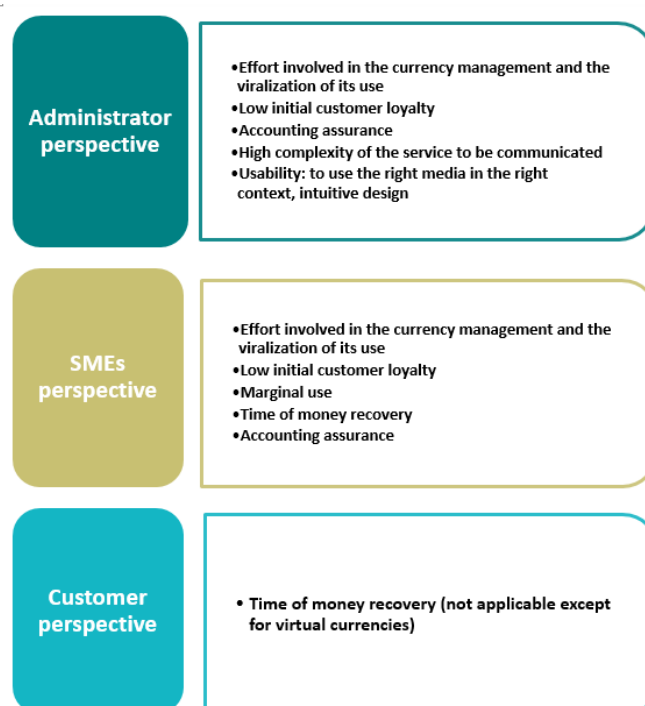 Administrator
perspective
•Effort involved in the currency management and the
viralization of its use
•Low initial customer loyalty
•Accounting assurance
•High complexity of the service to be communicated
•Usability: to use the right media in the right
context, intuitive design
SMEs
perspective
•Effort involved in the currency management and the
viralization of its use
•Low initial customer loyalty
•Marginal use
•Time of money recovery
•Accounting assurance
Customer
perspective
• Time of money recovery (not applicable except
for virtual currencies)